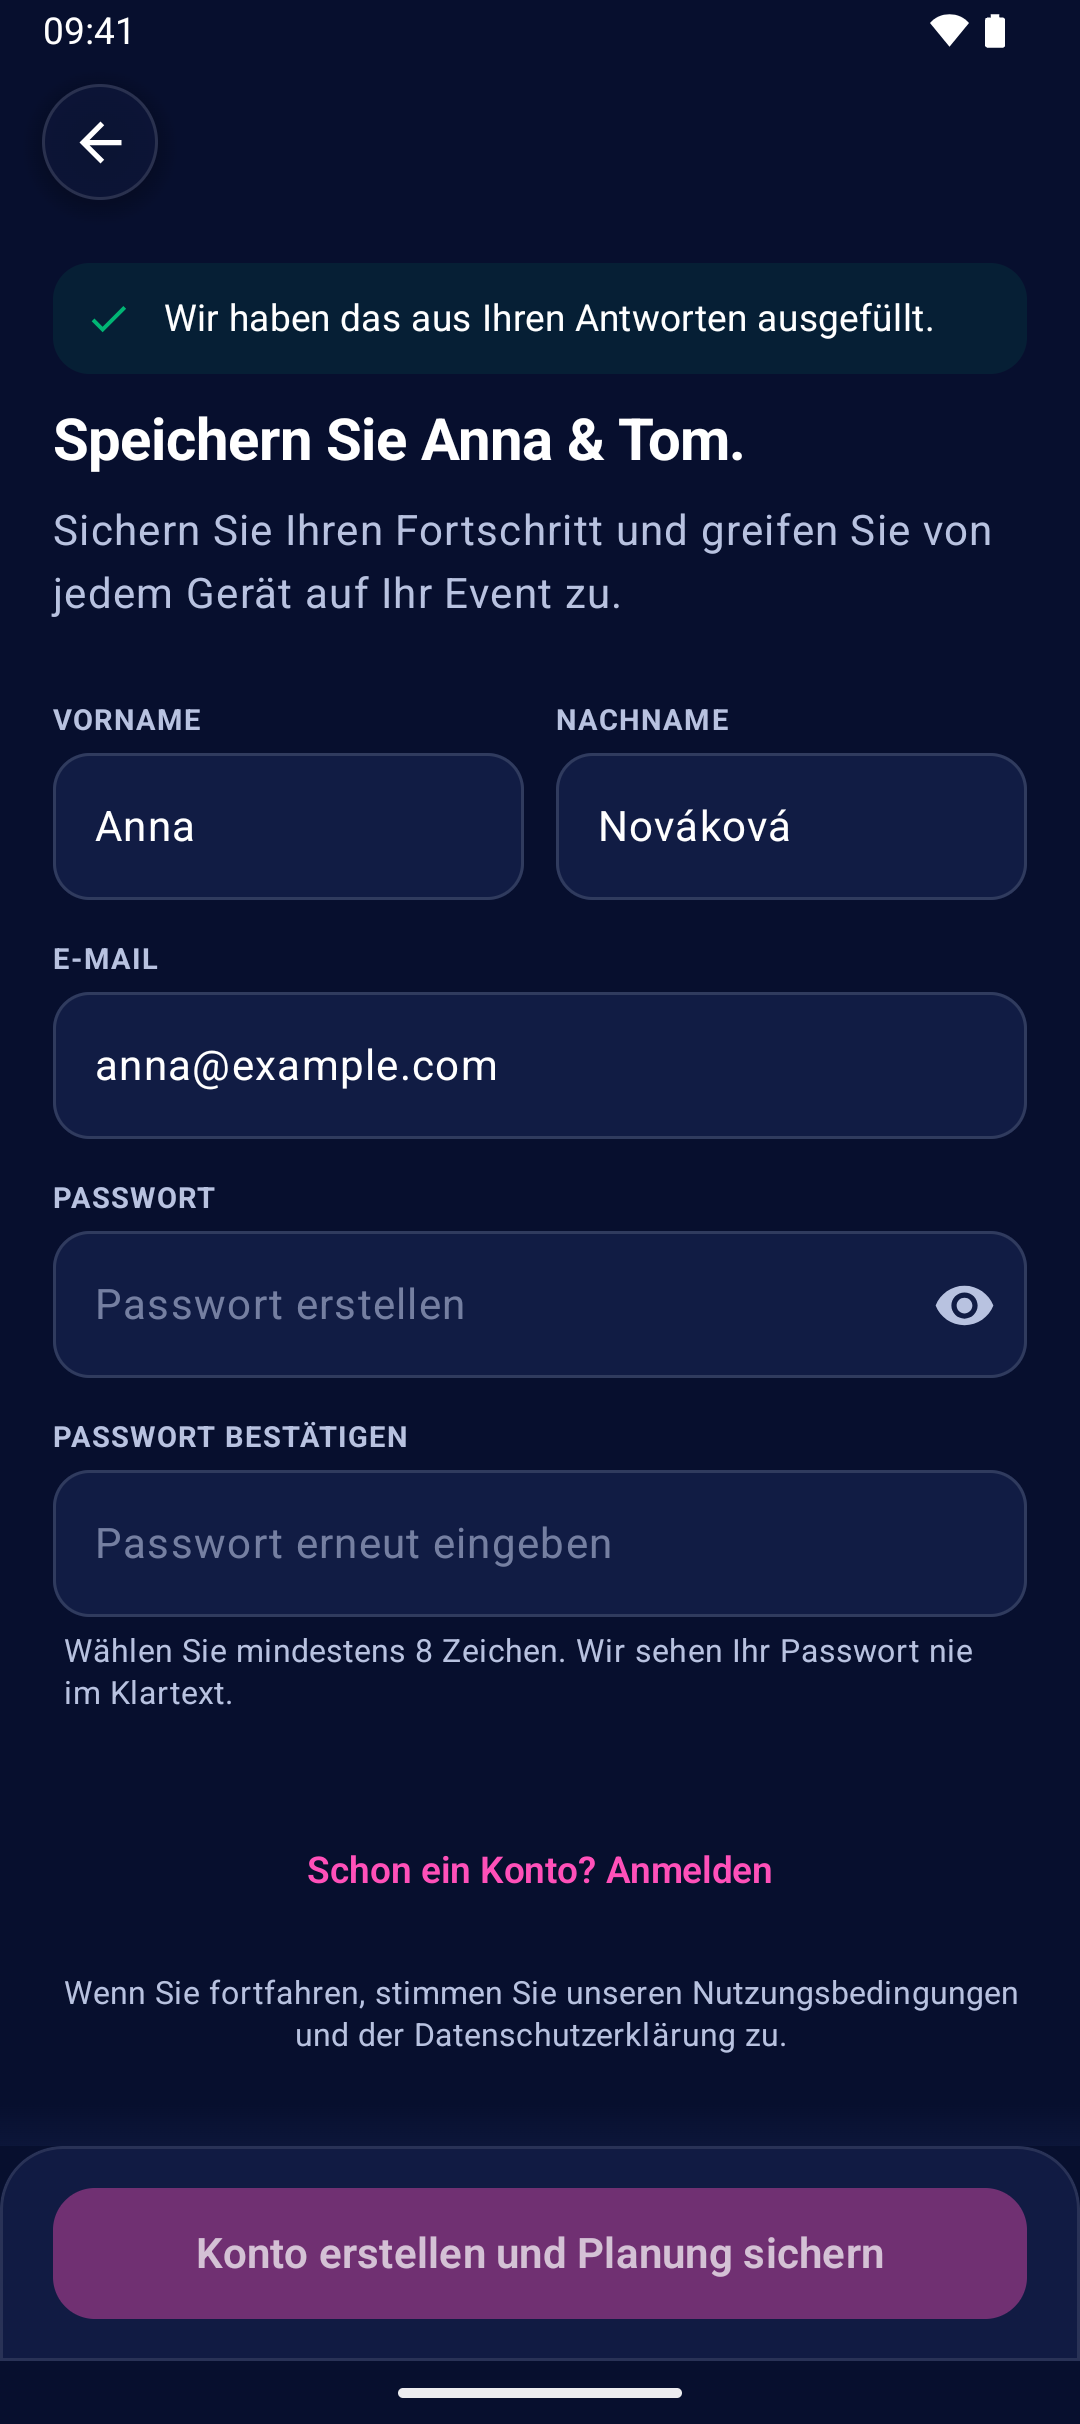 09:41
Wir haben das aus Ihren Antworten ausgefüllt.
Speichern Sie Anna & Tom.
Sichern Sie Ihren Fortschritt und greifen Sie von
jedem Gerät auf Ihr Event zu.
VORNAME
NACHNAME
Anna
Nováková
E-MAIL
anna@example.com
PASSWORT
Passwort erstellen
PASSWORT BESTÄTIGEN
Passwort erneut eingeben
Wählen Sie mindestens 8 Zeichen. Wir sehen Ihr Passwort nie
im Klartext.
Schon ein Konto? Anmelden
Wenn Sie fortfahren, stimmen Sie unseren Nutzungsbedingungen
und der Datenschutzerklärung zu.
Konto erstellen und Planung sichern